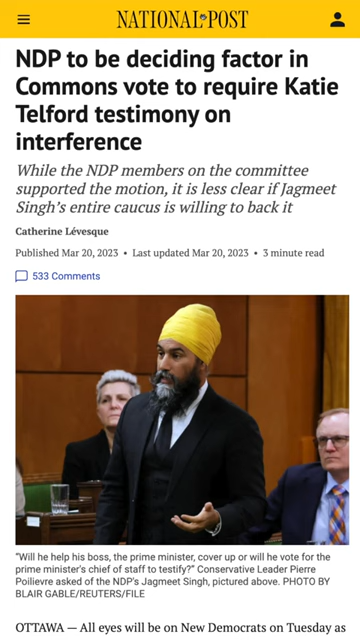 NATIONAL POST
NDP to be deciding factor in
Commons vote to require Katie
Telford testimony on
interference
While the NDP members on the committee
supported the motion, it is less clear if Jagmeet
Singh’s entire caucus is willing to back it
Catherine Lévesque
Published Mar 20, 2023 • Last updated Mar 20, 2023 • 3 minute read
533 Comments
"Will he help his boss, the prime minister, cover up or will he vote for the
prime minister's chief of staff to testify?” Conservative Leader Pierre
Poilievre asked of the NDP's Jagmeet Singh, pictured above. PHOTO BY
BLAIR GABLE/REUTERS/FILE
OTTAWA — All eyes will be on New Democrats on Tuesday as